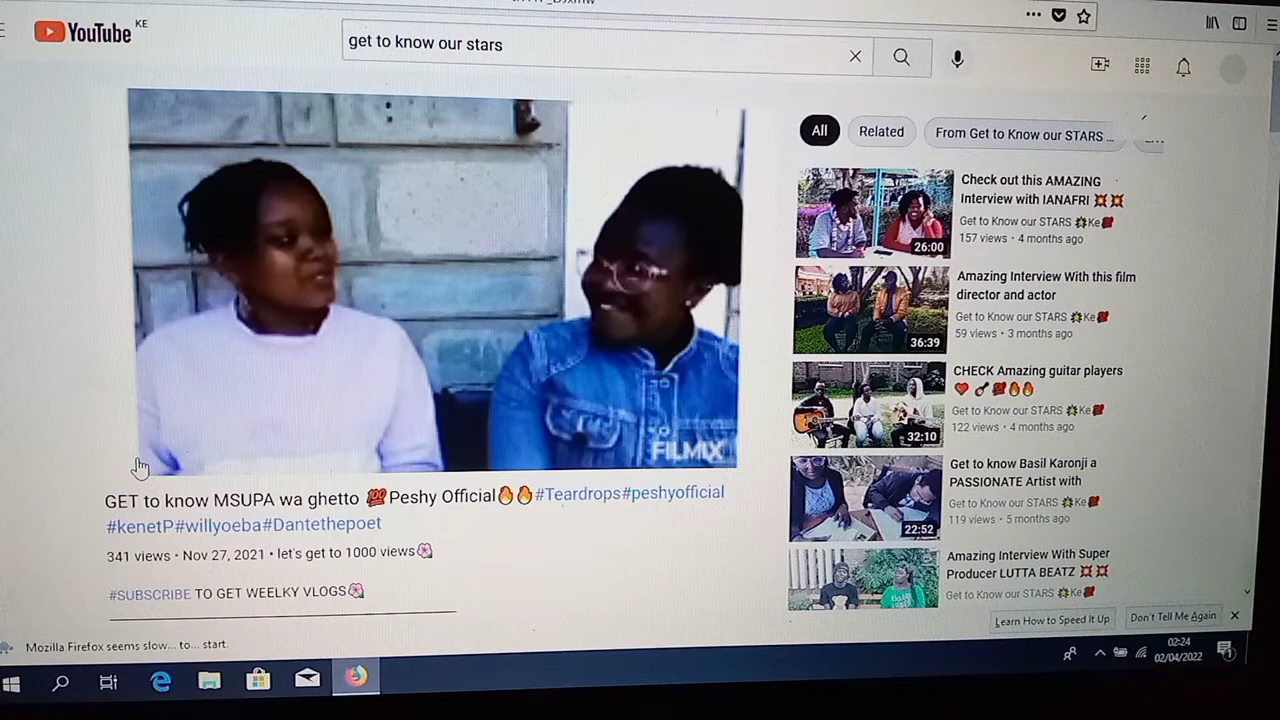 YouTube KE
get to know our stars
All
Related
From Get to Know our STARS ...
FILMIX
GET to know MSUPA wa ghetto 💯Peshy Official🔥🔥#Teardrops#peshyofficial
#kenetP#willyoeba#Dantethepoet
341 views • Nov 27, 2021 • let's get to 1000 views🌸
#SUBSCRIBE TO GET WEELKY VLOGS🌸
26:00
Check out this AMAZING
Interview with IANAFRI 💥💥
Get to Know our STARS 🌟Ke💯
157 views • 4 months ago
36:39
Amazing Interview With this film
director and actor
Get to Know our STARS 🌟Ke💯
59 views • 3 months ago
32:10
CHECK Amazing guitar players
❤️🎸💯🔥🔥
Get to Know our STARS 🌟Ke💯
122 views • 4 months ago
22:52
Get to know Basil Karonji a
PASSIONATE Artist with
Get to Know our STARS 🌟Ke💯
119 views • 5 months ago
Amazing Interview With Super
Producer LUTTA BEATZ 💥💥
Get to Know our STARS 🌟Ke💯
Mozilla Firefox seems slow... to... start.
Learn How to Speed It Up
Don't Tell Me Again
02:24
02/04/2022
1